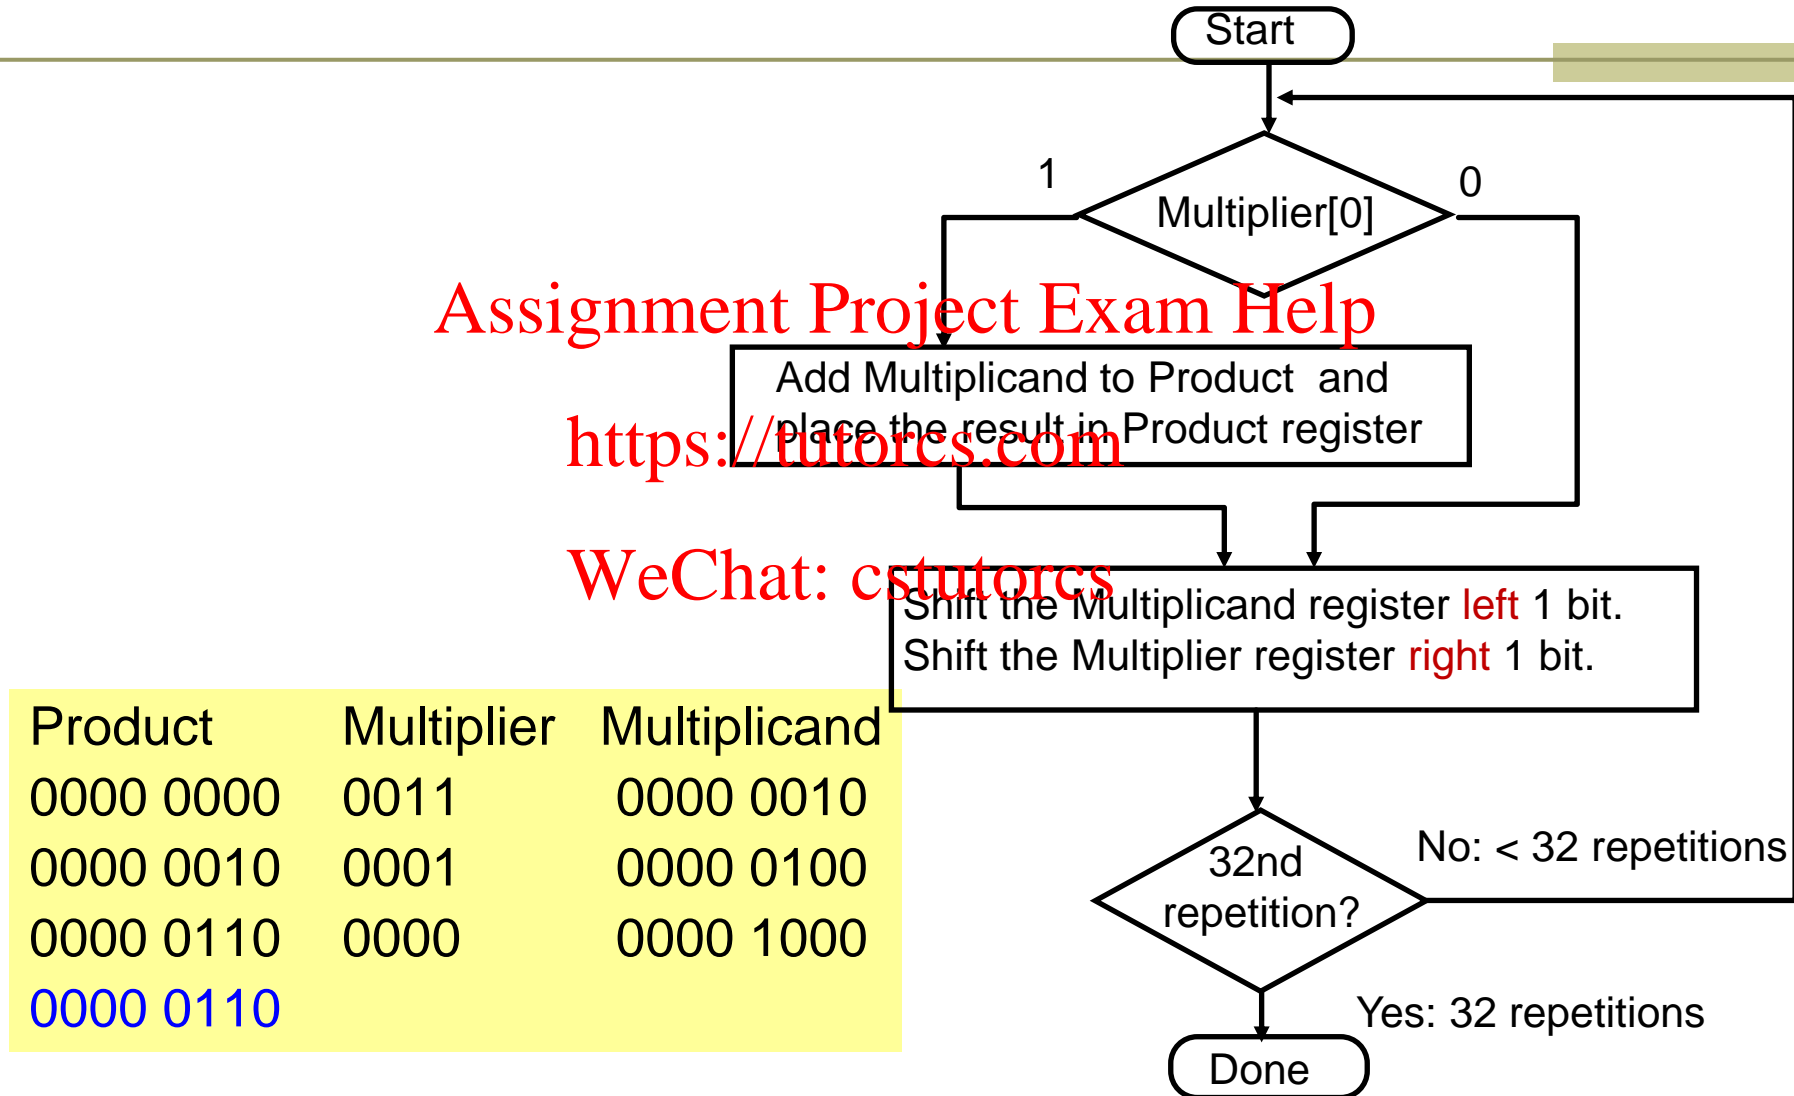 Start
1
0
Multiplier[0]
Assignment Project Exam Help
Add Multiplicand to Product and
place the result in Product register
https://tutorcs.com
WeChat: cstutorcs
Shift the Multiplicand register left 1 bit.
Shift the Multiplier register right 1 bit.
Product Multiplier Multiplicand
0000 0000 0011 0000 0010
0000 0010 0001 0000 0100
0000 0110 0000 0000 1000
0000 0110
32nd
repetition?
No: < 32 repetitions
Yes: 32 repetitions
Done